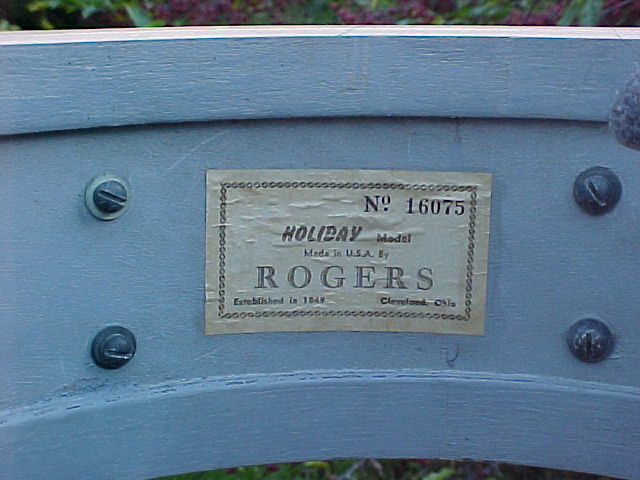 Nº 16075
HOLIDAY Model
Made in U.S.A. By
ROGERS
Established in 1849 Cleveland, Ohio